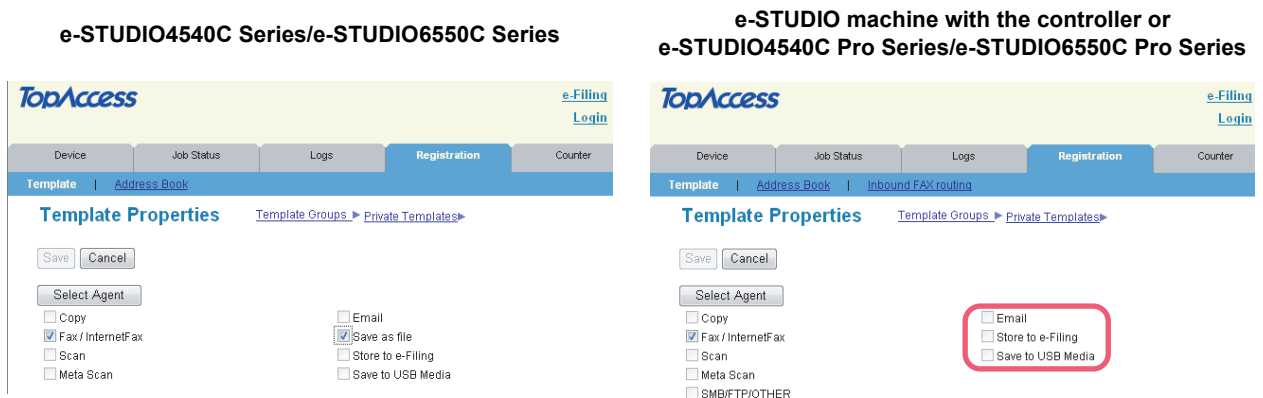 e-STUDIO4540C Series/e-STUDIO6550C Series
TopAccess
e-Filing
Login
Device Job Status Logs Registration Counter
Template | Address Book
Template Properties Template Groups ▶ Private Templates▶
Save Cancel
Select Agent
Copy Email
Fax / InternetFax Save as file
Scan Store to e-Filing
Meta Scan Save to USB Media
e-STUDIO machine with the controller or
e-STUDIO4540C Pro Series/e-STUDIO6550C Pro Series
TopAccess
e-Filing
Login
Device Job Status Logs Registration Counter
Template | Address Book | Inbound FAX routing
Template Properties Template Groups ▶ Private Templates▶
Save Cancel
Select Agent
Copy Email
Fax / InternetFax Store to e-Filing
Scan Save to USB Media
Meta Scan
SMB/FTP/OTHER